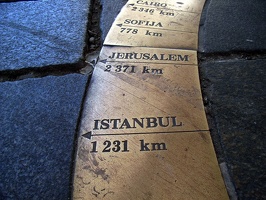 CAIRO
2 346 km
SOFIJA
778 km
JERUSALEM
2 371 km
ISTANBUL
1 231 km